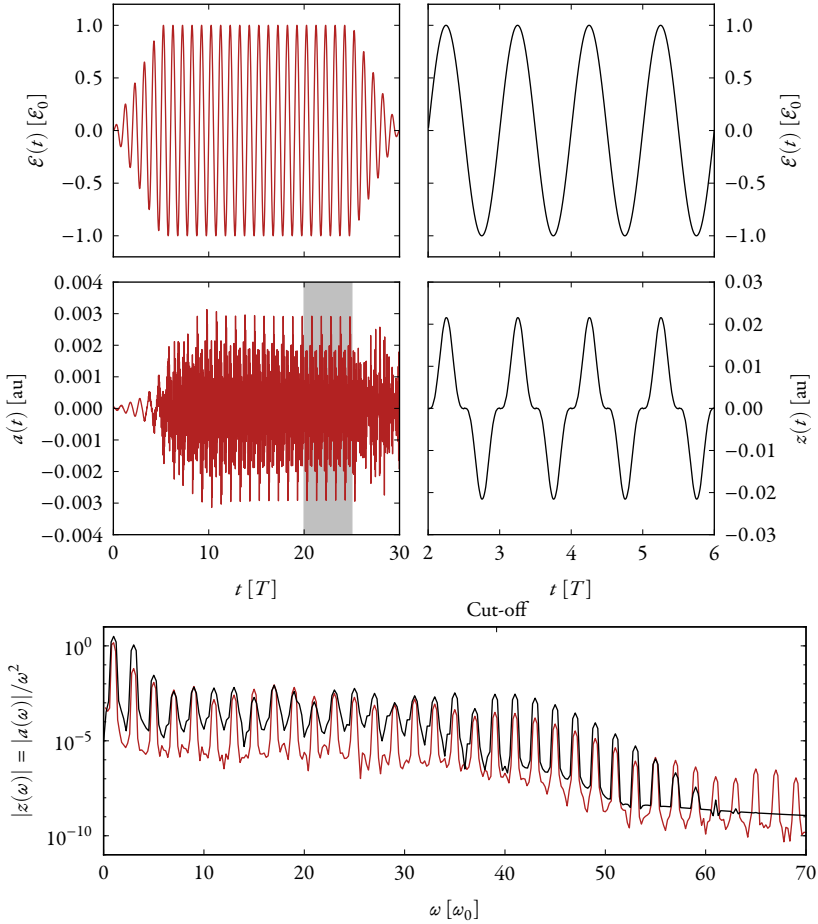 1.0
0.5
0.0
−0.5
−1.0
ℰ(t) [ℰ₀]
1.0
0.5
0.0
−0.5
−1.0
ℰ(t) [ℰ₀]
0.004
0.003
0.002
0.001
0.000
−0.001
−0.002
−0.003
−0.004
a(t) [au]
0 10 20 30
t [T]
0.03
0.02
0.01
0.00
−0.01
−0.02
−0.03
z(t) [au]
2 3 4 5 6
t [T]
Cut-off
10⁰
10⁻⁵
10⁻¹⁰
|z(ω)| = |a(ω)|/ω²
0 10 20 30 40 50 60 70
ω [ω₀]